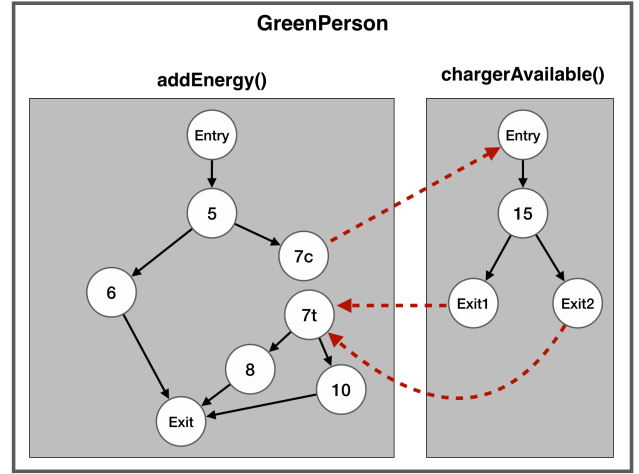 GreenPerson
addEnergy()
chargerAvailable()
Entry
5
7c
6
7t
8
10
Exit
Entry
15
Exit1
Exit2